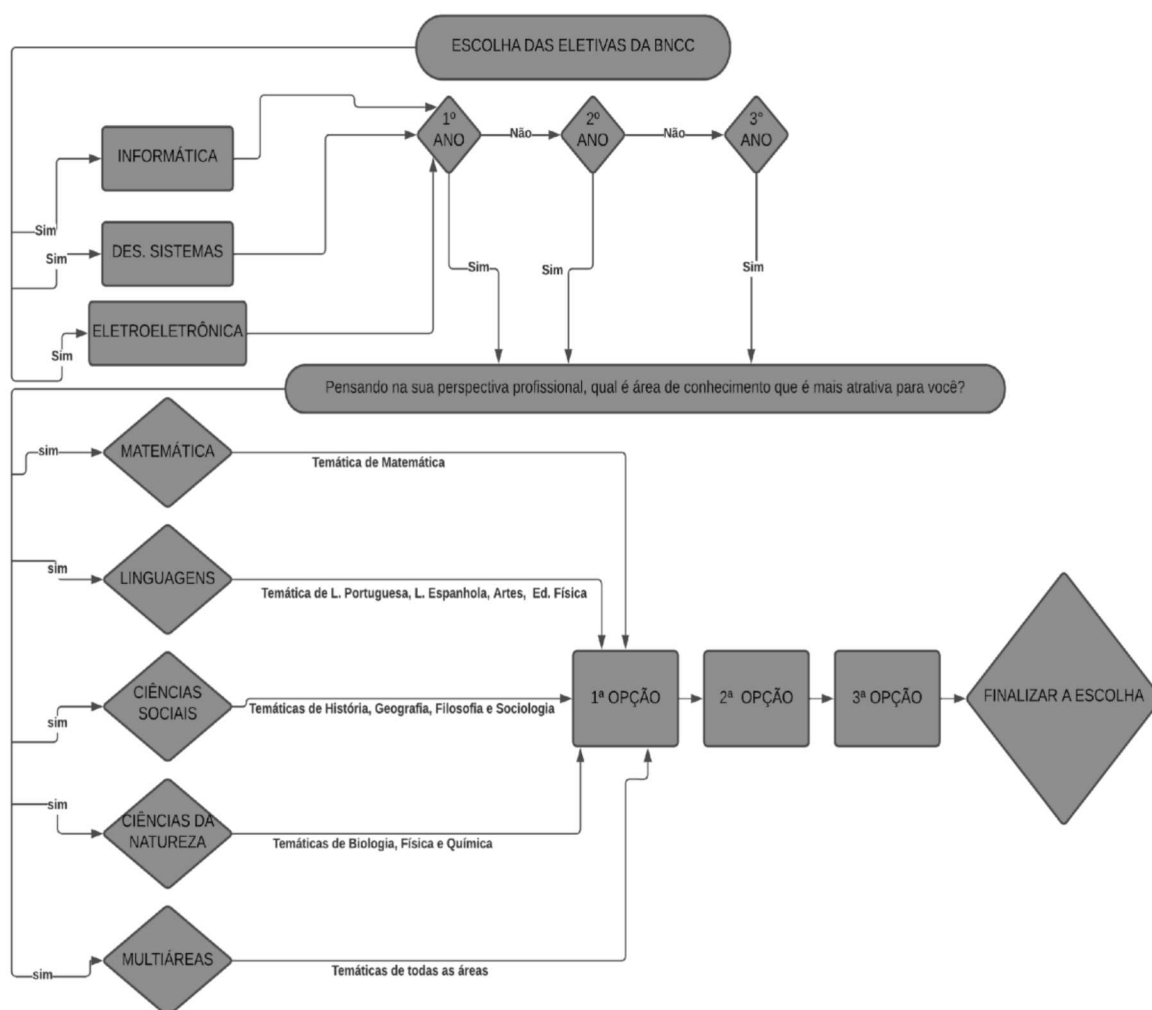 ESCOLHA DAS ELETIVAS DA BNCC
1º
ANO
Não
2º
ANO
Não
3°
ANO
INFORMÁTICA
Sim
DES. SISTEMAS
Sim
Sim
Sim
Sim
ELETROELETRÔNICA
Sim
Pensando na sua perspectiva profissional, qual é área de conhecimento que é mais atrativa para você?
sim
MATEMÁTICA
Temática de Matemática
sim
LINGUAGENS
Temática de L. Portuguesa, L. Espanhola, Artes, Ed. Física
sim
CIÊNCIAS
SOCIAIS
Temáticas de História, Geografia, Filosofia e Sociologia
1ª OPÇÃO
2ª OPÇÃO
3ª OPÇÃO
FINALIZAR A ESCOLHA
sim
CIÊNCIAS DA
NATUREZA
Temáticas de Biologia, Física e Química
sim
MULTIÁREAS
Temáticas de todas as áreas